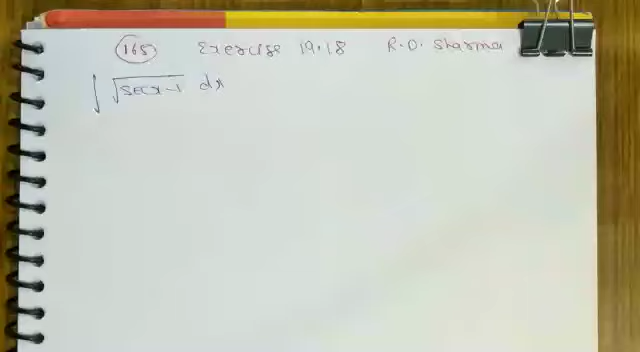 165 Exercise 19.18 R.D. Sharma
∫ √secx-1 dx